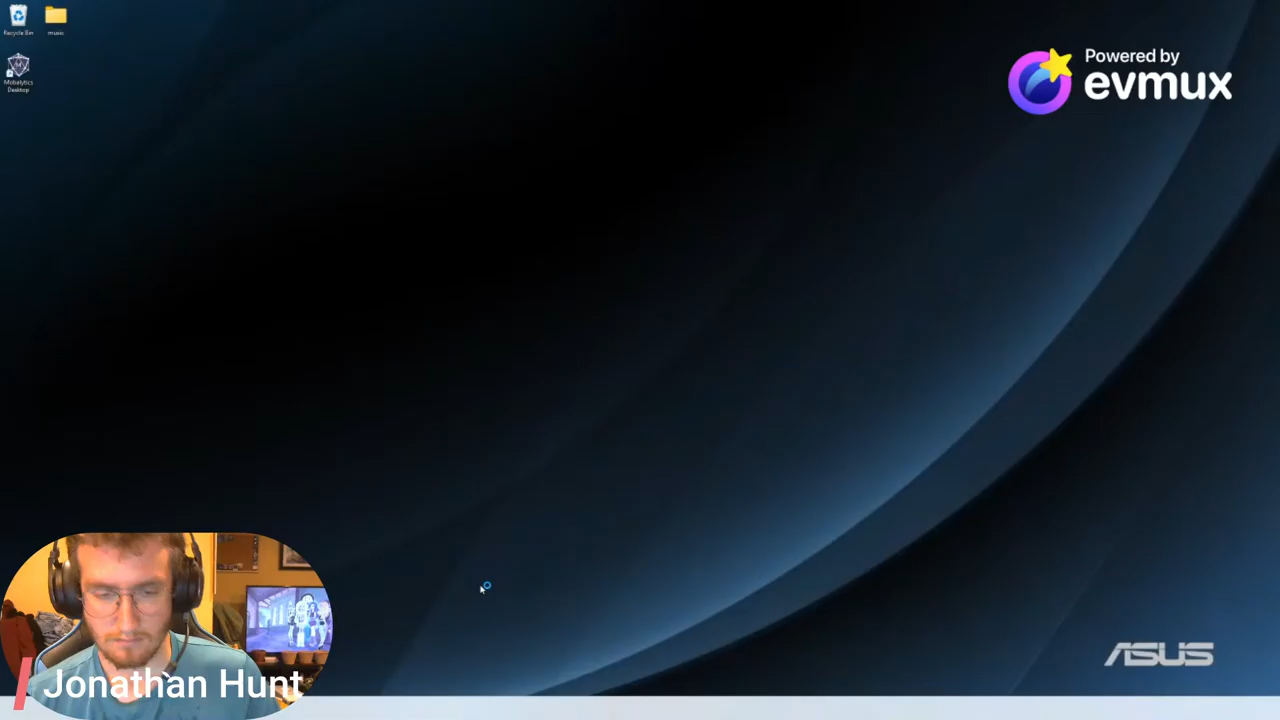 Recycle Bin
music
Mobalytics
Desktop
Powered by
evmux
ASUS
Jonathan Hunt